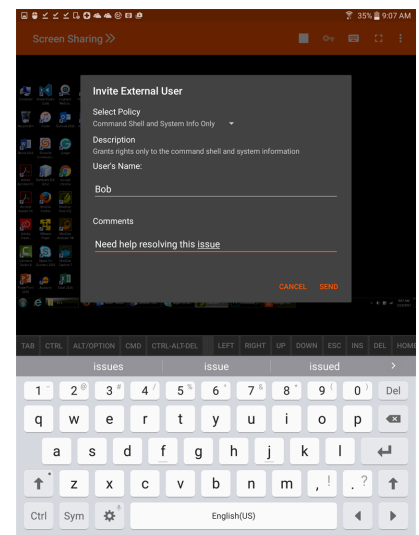 35% 9:07 AM
Screen Sharing
Invite External User
Select Policy
Command Shell and System Info Only
Description
Grants rights only to the command shell and system information
User's Name:
Bob
Comments
Need help resolving this issue
CANCEL SEND
TAB CTRL ALT/OPTION CMD CTRL-ALT-DEL LEFT RIGHT UP DOWN ESC INS DEL HOME
issues issue issued
1 2 @ 3 # 4 / 5 % 6 7 & 8 * 9 ( 0 ) Del
q w e r t y u i o p
a s d f g h j k l
z x c v b n m , ! . ?
Ctrl Sym English(US)